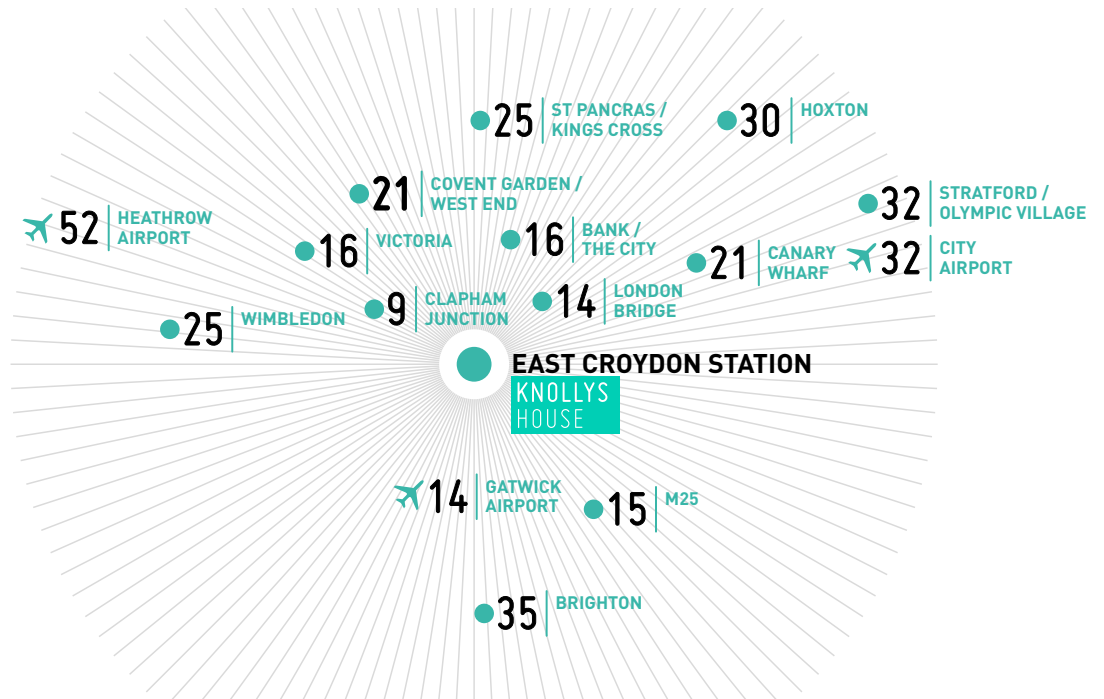 25
ST PANCRAS /
KINGS CROSS
30
HOXTON
21
COVENT GARDEN /
WEST END
32
STRATFORD /
OLYMPIC VILLAGE
52
HEATHROW
AIRPORT
16
VICTORIA
16
BANK /
THE CITY
21
CANARY
WHARF
32
CITY
AIRPORT
9
CLAPHAM
JUNCTION
14
LONDON
BRIDGE
25
WIMBLEDON
EAST CROYDON STATION
KNOLLYS
HOUSE
14
GATWICK
AIRPORT
15
M25
35
BRIGHTON